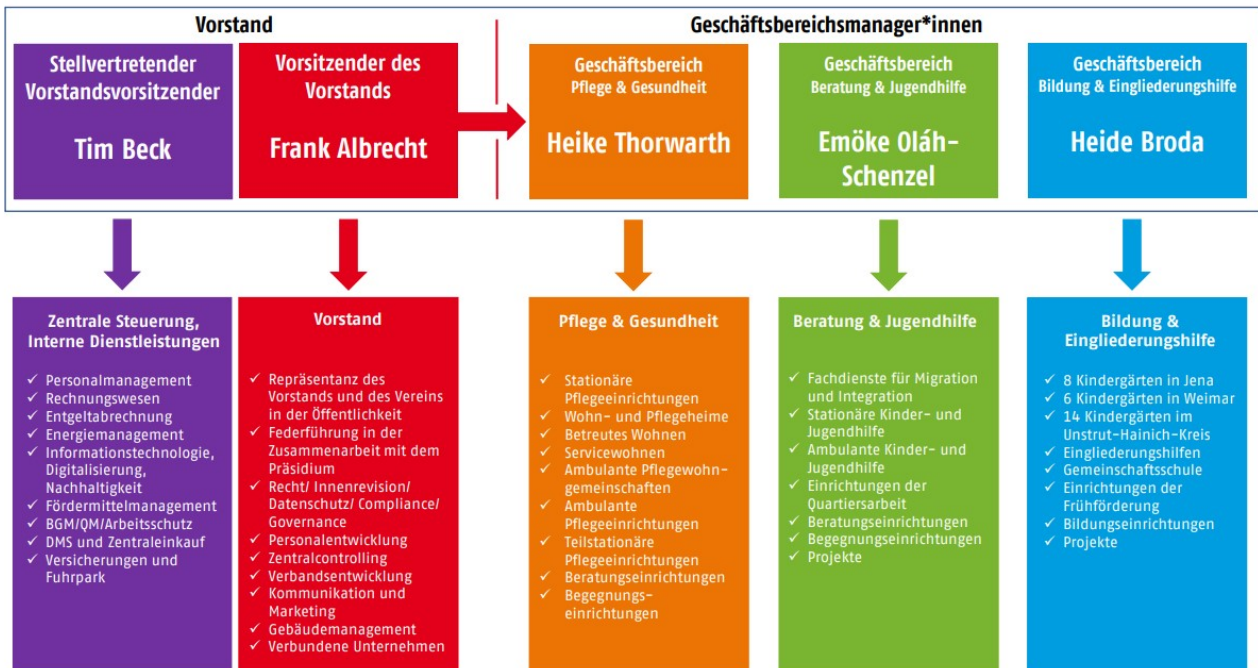 Vorstand
Geschäftsbereichsmanager*innen
Stellvertretender
Vorstandsvorsitzender
Tim Beck
Vorsitzender des
Vorstands
Frank Albrecht
Geschäftsbereich
Pflege & Gesundheit
Heike Thorwarth
Geschäftsbereich
Beratung & Jugendhilfe
Emöke Oláh-
Schenzel
Geschäftsbereich
Bildung & Eingliederungshilfe
Heide Broda
Zentrale Steuerung,
Interne Dienstleistungen
✓ Personalmanagement
✓ Rechnungswesen
✓ Entgeltabrechnung
✓ Energiemanagement
✓ Informationstechnologie,
Digitalisierung,
Nachhaltigkeit
✓ Fördermittelmanagement
✓ BGM/QM/Arbeitsschutz
✓ DMS und Zentraleinkauf
✓ Versicherungen und
Fuhrpark
Vorstand
✓ Repräsentanz des
Vorstands und des Vereins
in der Öffentlichkeit
✓ Federführung in der
Zusammenarbeit mit dem
Präsidium
✓ Recht/ Innenrevision/
Datenschutz/ Compliance/
Governance
✓ Personalentwicklung
✓ Zentralcontrolling
✓ Verbandsentwicklung
✓ Kommunikation und
Marketing
✓ Gebäudemanagement
✓ Verbundene Unternehmen
Pflege & Gesundheit
✓ Stationäre
Pflegeeinrichtungen
✓ Wohn- und Pflegeheime
✓ Betreutes Wohnen
✓ Servicewohnen
✓ Ambulante Pflegewohn-
gemeinschaften
✓ Ambulante
Pflegeeinrichtungen
✓ Teilstationäre
Pflegeeinrichtungen
✓ Beratungseinrichtungen
✓ Begegnungs-
einrichtungen
Beratung & Jugendhilfe
✓ Fachdienste für Migration
und Integration
✓ Stationäre Kinder- und
Jugendhilfe
✓ Ambulante Kinder- und
Jugendhilfe
✓ Einrichtungen der
Quartiersarbeit
✓ Beratungseinrichtungen
✓ Begegnungseinrichtungen
✓ Projekte
Bildung &
Eingliederungshilfe
✓ 8 Kindergärten in Jena
✓ 6 Kindergärten in Weimar
✓ 14 Kindergärten im
Unstrut-Hainich-Kreis
✓ Eingliederungshilfen
✓ Gemeinschaftsschule
✓ Einrichtungen der
Frühförderung
✓ Bildungseinrichtungen
✓ Projekte